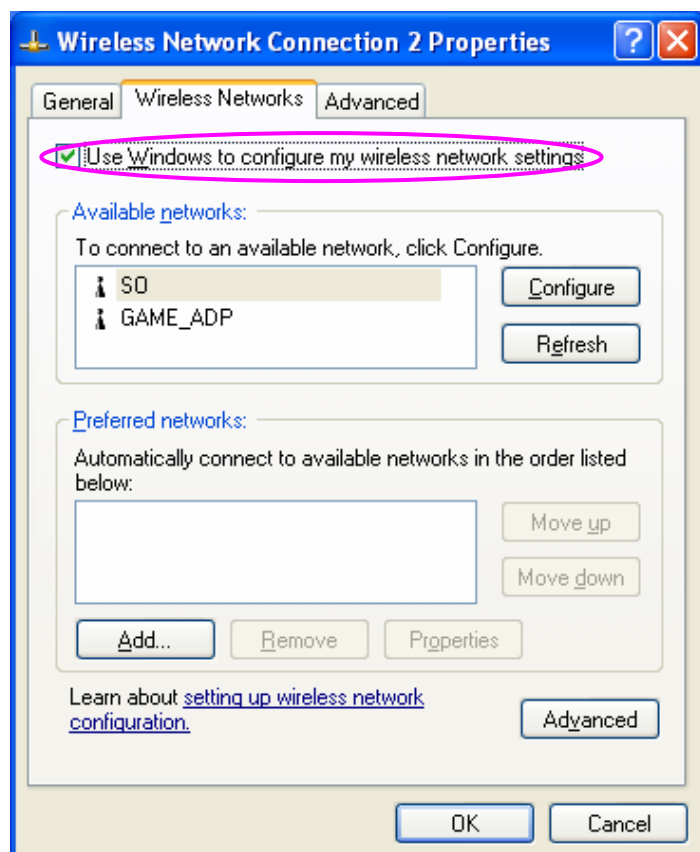 Wireless Network Connection 2 Properties
General Wireless Networks Advanced
Use Windows to configure my wireless network settings
Available networks:
To connect to an available network, click Configure.
SO
Configure
GAME_ADP
Refresh
Preferred networks:
Automatically connect to available networks in the order listed
below:
Move up
Move down
Add... Remove Properties
Learn about setting up wireless network
configuration.
Advanced
OK Cancel